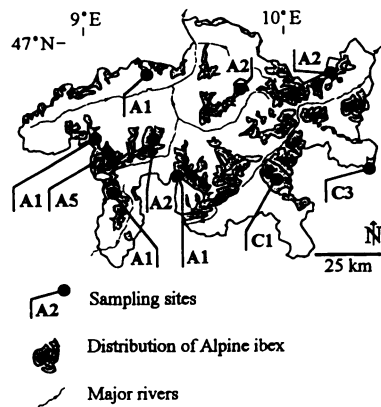 9°E
10°E
47°N
A2
A2
A1
A1
A5
A2
C3
A1
A1
C1
N
25 km
A2 Sampling sites
Distribution of Alpine ibex
Major rivers